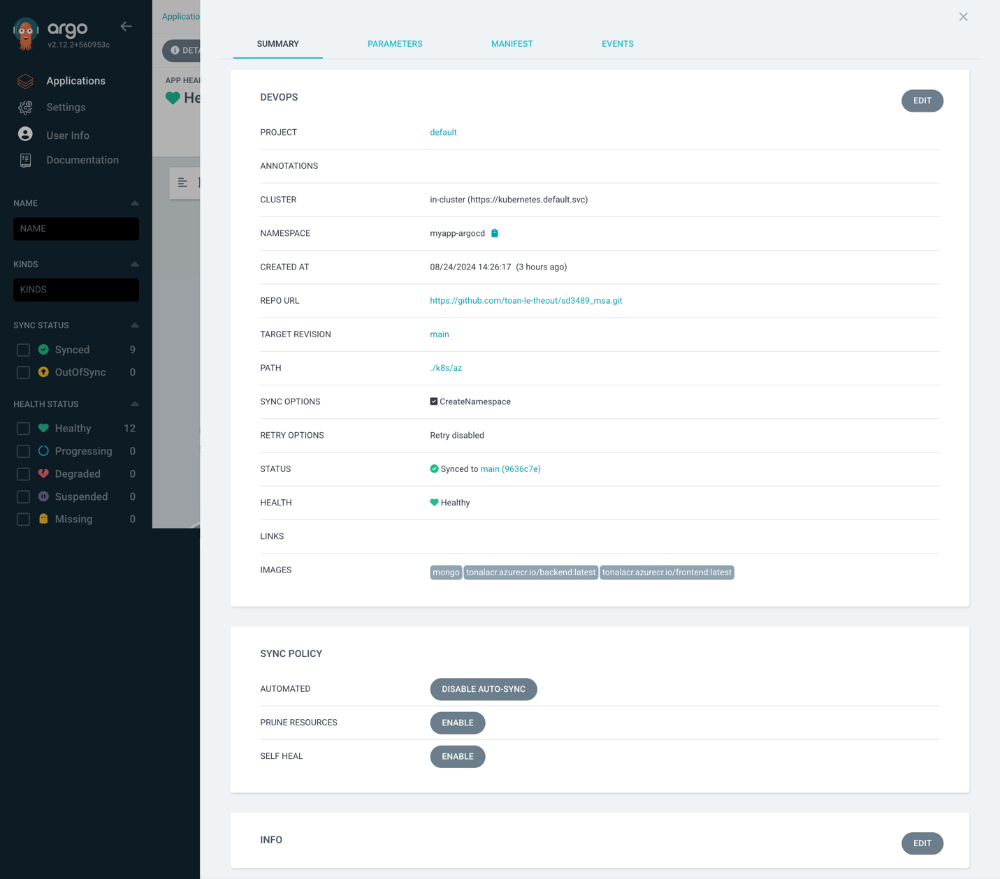 argo
v2.12.2+560953c
Applications
Settings
User Info
Documentation
NAME
NAME
KINDS
KINDS
SYNC STATUS
Synced 9
OutOfSync 0
HEALTH STATUS
Healthy 12
Progressing 0
Degraded 0
Suspended 0
Missing 0
Applicatio
DETA
APP HEAL
He
SUMMARY PARAMETERS MANIFEST EVENTS
DEVOPS
EDIT
PROJECT default
ANNOTATIONS
CLUSTER in-cluster (https://kubernetes.default.svc)
NAMESPACE myapp-argocd
CREATED AT 08/24/2024 14:26:17 (3 hours ago)
REPO URL https://github.com/toan-le-theout/sd3489_msa.git
TARGET REVISION main
PATH ./k8s/az
SYNC OPTIONS CreateNamespace
RETRY OPTIONS Retry disabled
STATUS Synced to main (9636c7e)
HEALTH Healthy
LINKS
IMAGES mongo tonalacr.azurecr.io/backend:latest tonalacr.azurecr.io/frontend:latest
SYNC POLICY
AUTOMATED DISABLE AUTO-SYNC
PRUNE RESOURCES ENABLE
SELF HEAL ENABLE
INFO
EDIT